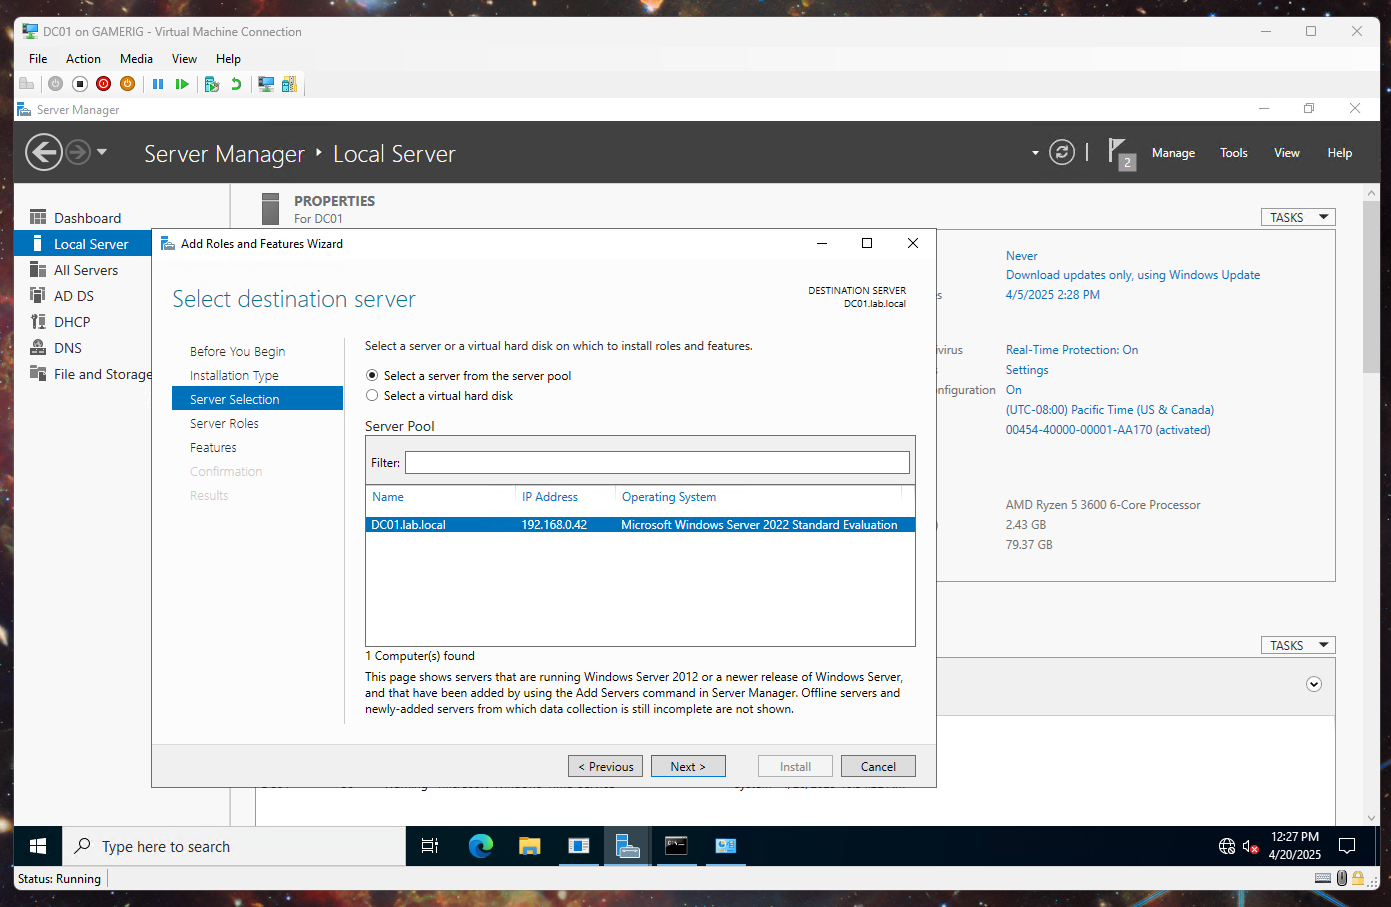 DC01 on GAMERIG - Virtual Machine Connection
File Action Media View Help
Server Manager
Server Manager ‣ Local Server
2
Manage Tools View Help
Dashboard
Local Server
All Servers
AD DS
DHCP
DNS
File and Storage
PROPERTIES
For DC01
TASKS
Never
Download updates only, using Windows Update
4/5/2025 2:28 PM
Real-Time Protection: On
Settings
nfiguration On
(UTC-08:00) Pacific Time (US & Canada)
00454-40000-00001-AA170 (activated)
AMD Ryzen 5 3600 6-Core Processor
2.43 GB
79.37 GB
TASKS
Add Roles and Features Wizard
Select destination server
DESTINATION SERVER
DC01.lab.local
Before You Begin
Installation Type
Server Selection
Server Roles
Features
Confirmation
Results
Select a server or a virtual hard disk on which to install roles and features.
Select a server from the server pool
Select a virtual hard disk
Server Pool
Filter:
Name IP Address Operating System
DC01.lab.local 192.168.0.42 Microsoft Windows Server 2022 Standard Evaluation
1 Computer(s) found
This page shows servers that are running Windows Server 2012 or a newer release of Windows Server,
and that have been added by using the Add Servers command in Server Manager. Offline servers and
newly-added servers from which data collection is still incomplete are not shown.
< Previous Next > Install Cancel
Type here to search
12:27 PM
4/20/2025
Status: Running